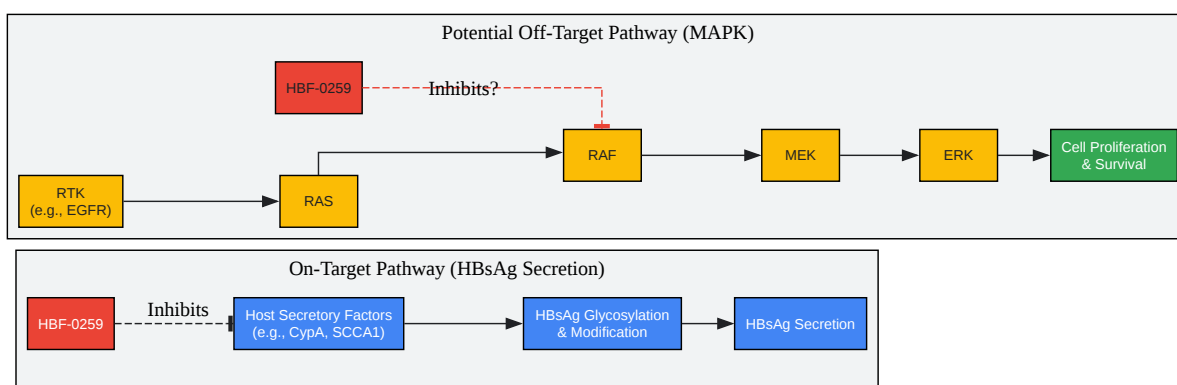 Potential Off-Target Pathway (MAPK)
HBF-0259
Inhibits?
RTK
(e.g., EGFR)
RAS
RAF
MEK
ERK
Cell Proliferation
& Survival
On-Target Pathway (HBsAg Secretion)
HBF-0259
Inhibits
Host Secretory Factors
(e.g., CypA, SCCA1)
HBsAg Glycosylation
& Modification
HBsAg Secretion